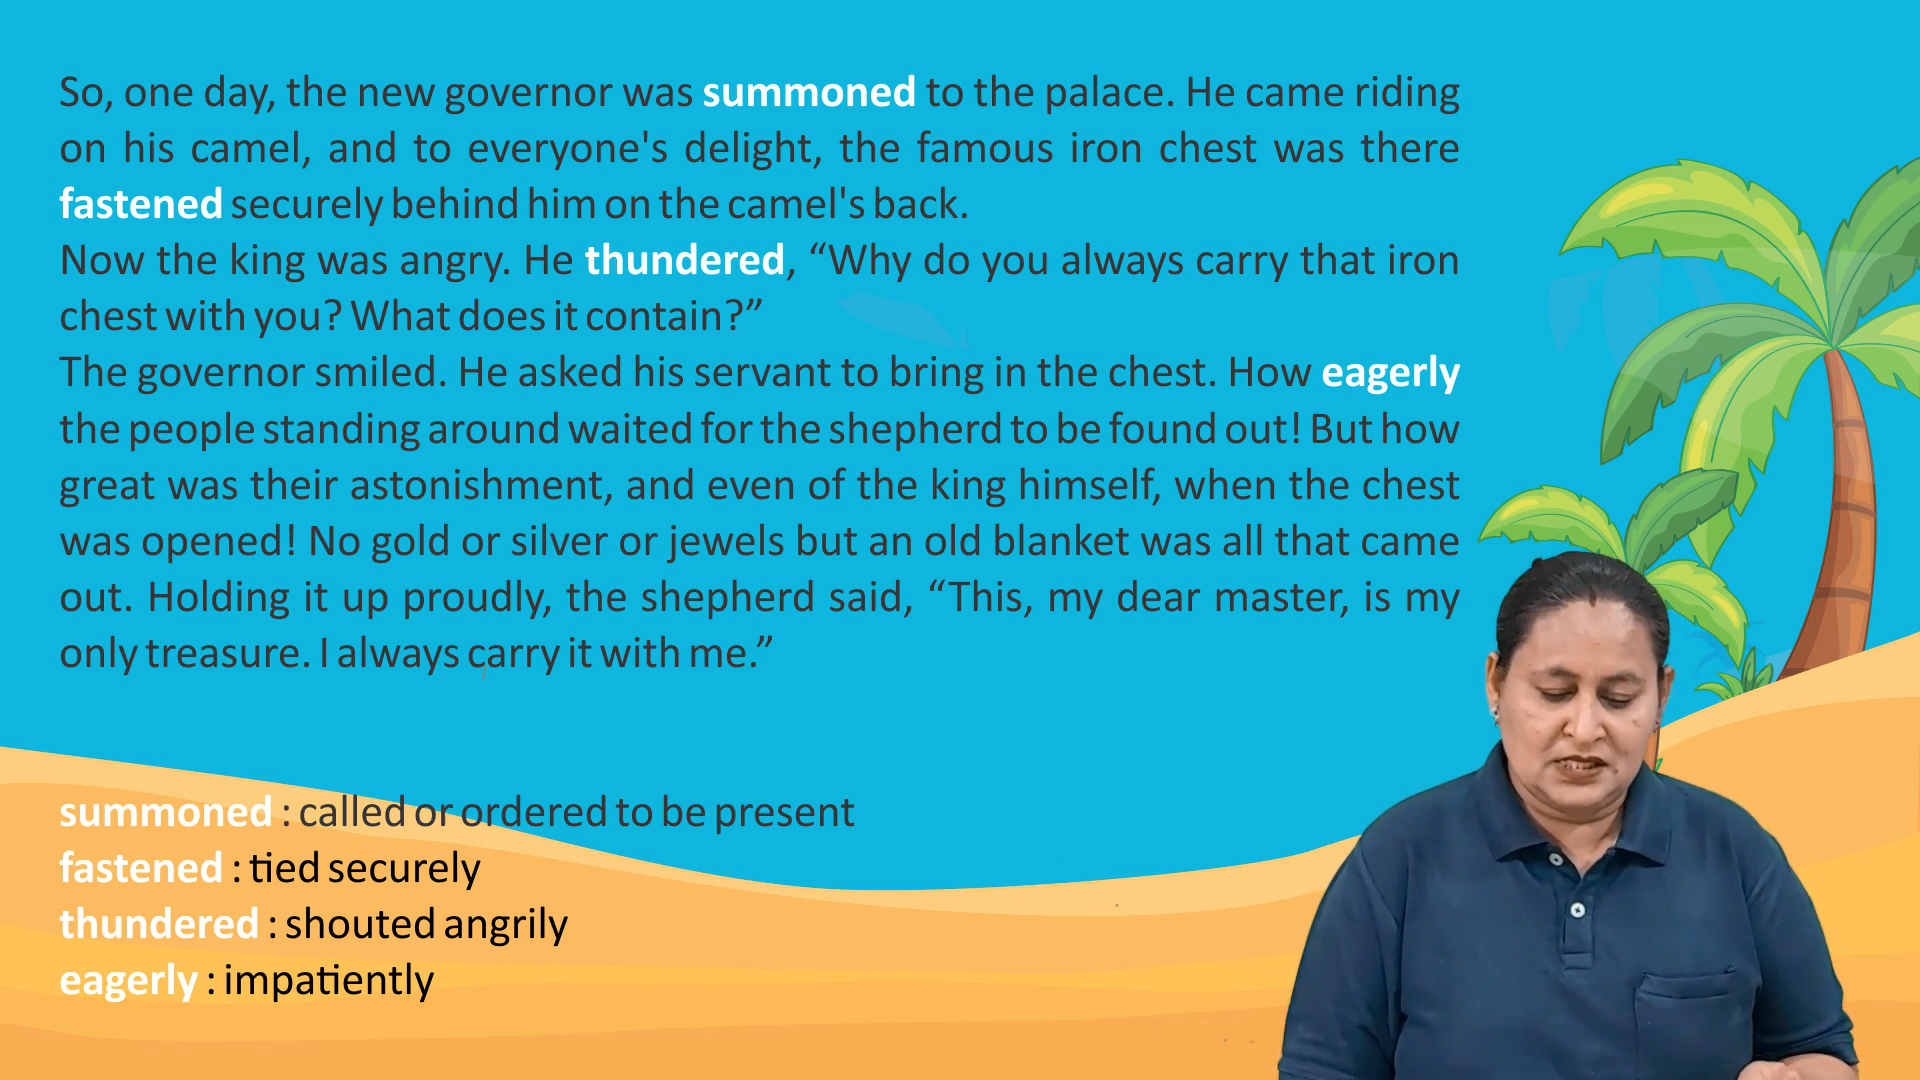 So, one day, the new governor was summoned to the palace. He came riding
on his camel, and to everyone's delight, the famous iron chest was there
fastened securely behind him on the camel's back.
Now the king was angry. He thundered, “Why do you always carry that iron
chest with you? What does it contain?”
The governor smiled. He asked his servant to bring in the chest. How eagerly
the people standing around waited for the shepherd to be found out! But how
great was their astonishment, and even of the king himself, when the chest
was opened! No gold or silver or jewels but an old blanket was all that came
out. Holding it up proudly, the shepherd said, “This, my dear master, is my
only treasure. I always carry it with me.”
summoned : called or ordered to be present
fastened : tied securely
thundered : shouted angrily
eagerly : impatiently